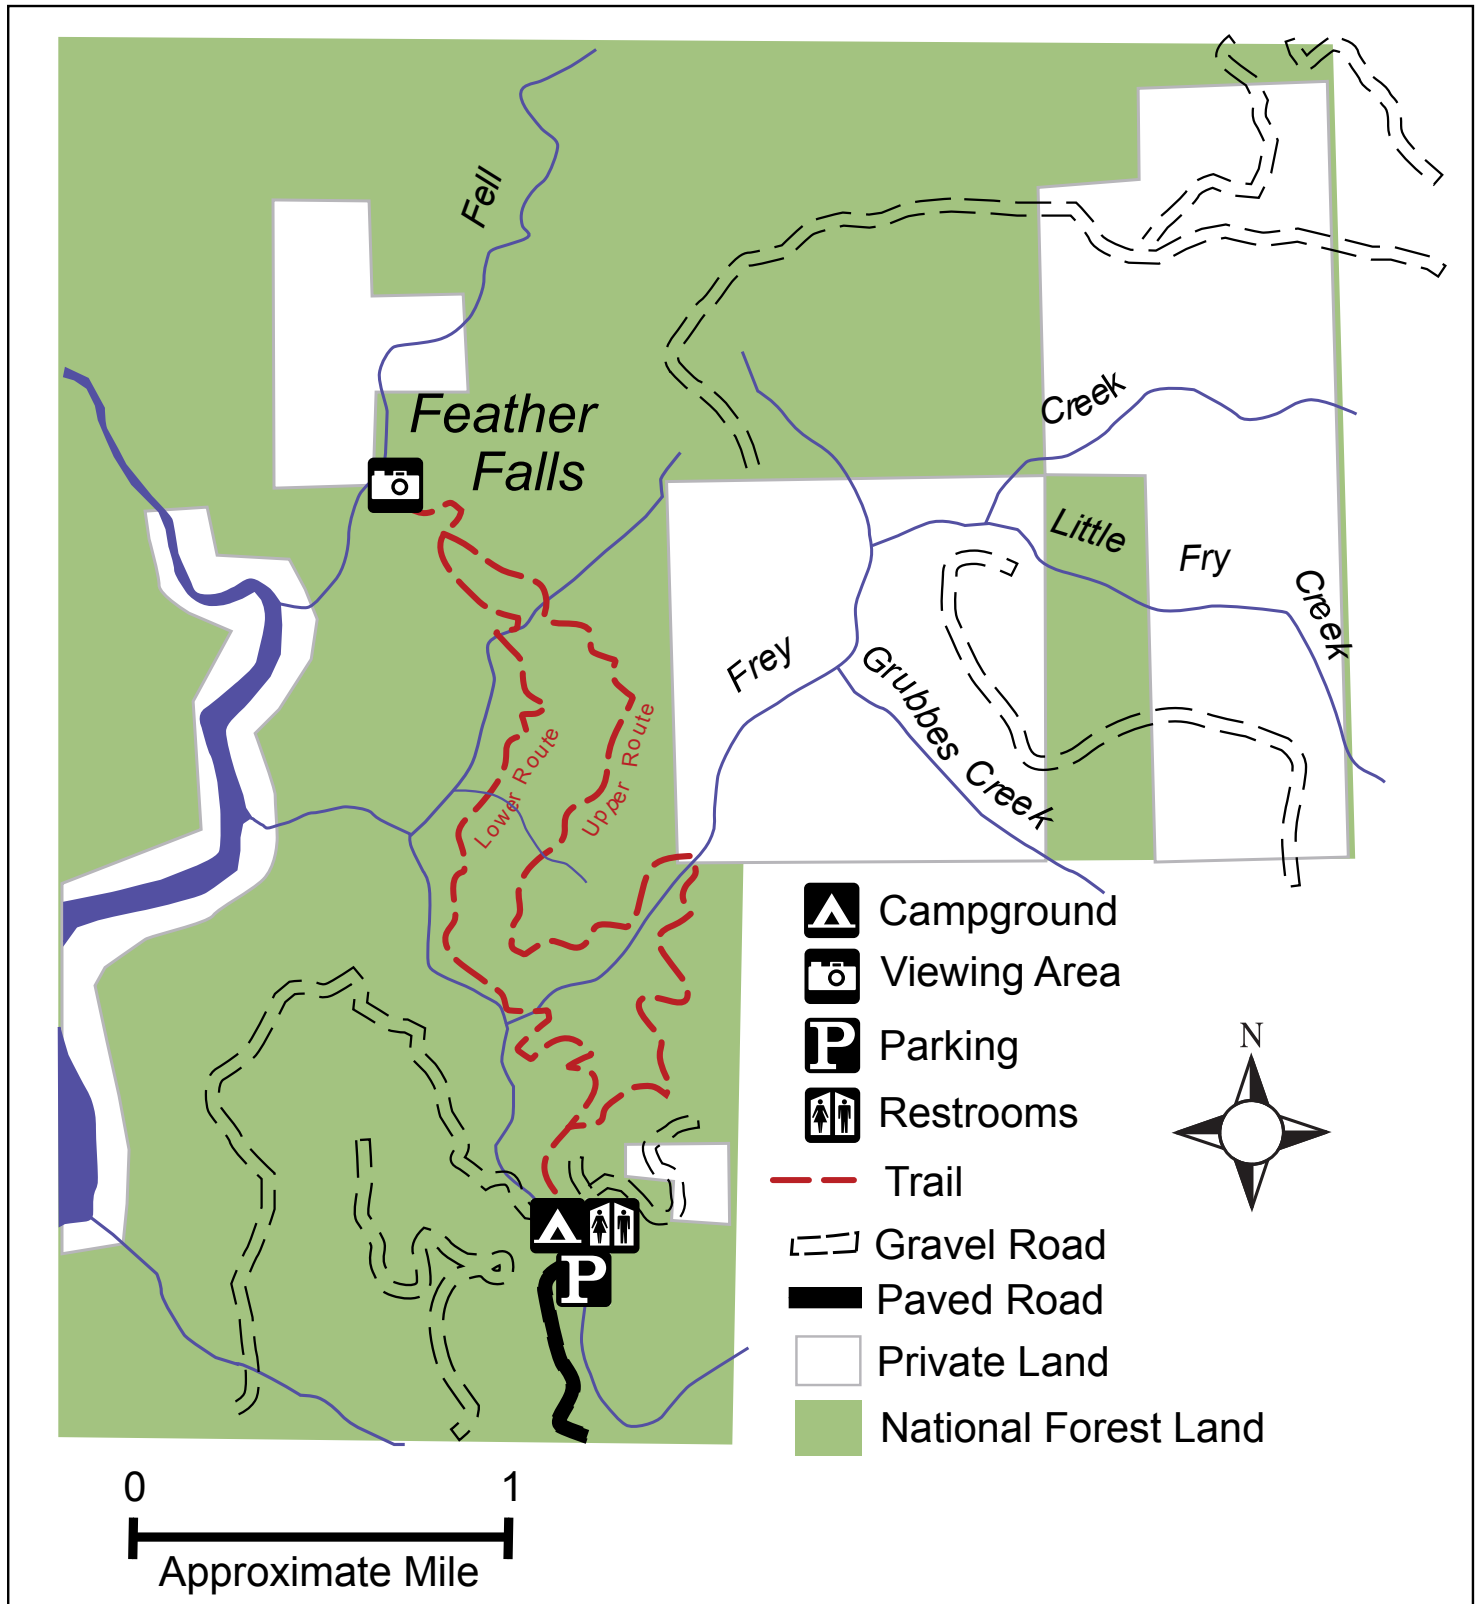 Fell
Feather
Falls
Creek
Little
Fry
Creek
Frey
Grubbes Creek
Lower Route
Upper Route
Campground
Viewing Area
P Parking
Restrooms
Trail
Gravel Road
Paved Road
Private Land
National Forest Land
N
P
0 1
Approximate Mile